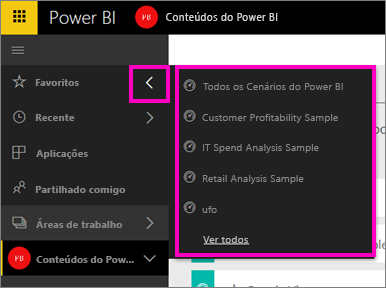 Power BI
PB
Conteúdos do Power BI
Favoritos
Recente
Aplicações
Partilhado comigo
Áreas de trabalho
PB
Conteúdos do Pow...
Todos os Cenários do Power BI
Customer Profitability Sample
IT Spend Analysis Sample
Retail Analysis Sample
ufo
Ver todos